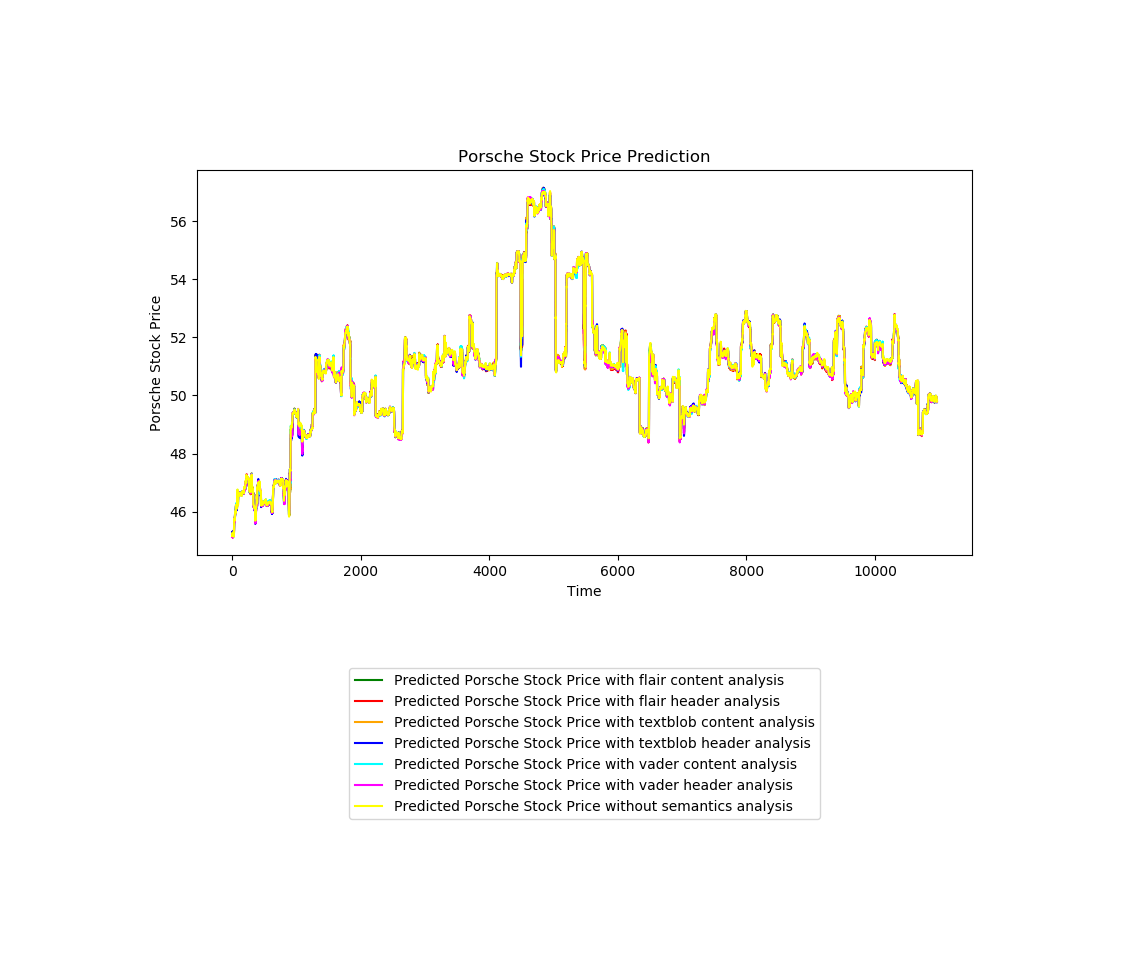 Porsche Stock Price Prediction
Porsche Stock Price
56
54
52
50
48
46
0 2000 4000 6000 8000 10000
Time
Predicted Porsche Stock Price with flair content analysis
Predicted Porsche Stock Price with flair header analysis
Predicted Porsche Stock Price with textblob content analysis
Predicted Porsche Stock Price with textblob header analysis
Predicted Porsche Stock Price with vader content analysis
Predicted Porsche Stock Price with vader header analysis
Predicted Porsche Stock Price without semantics analysis